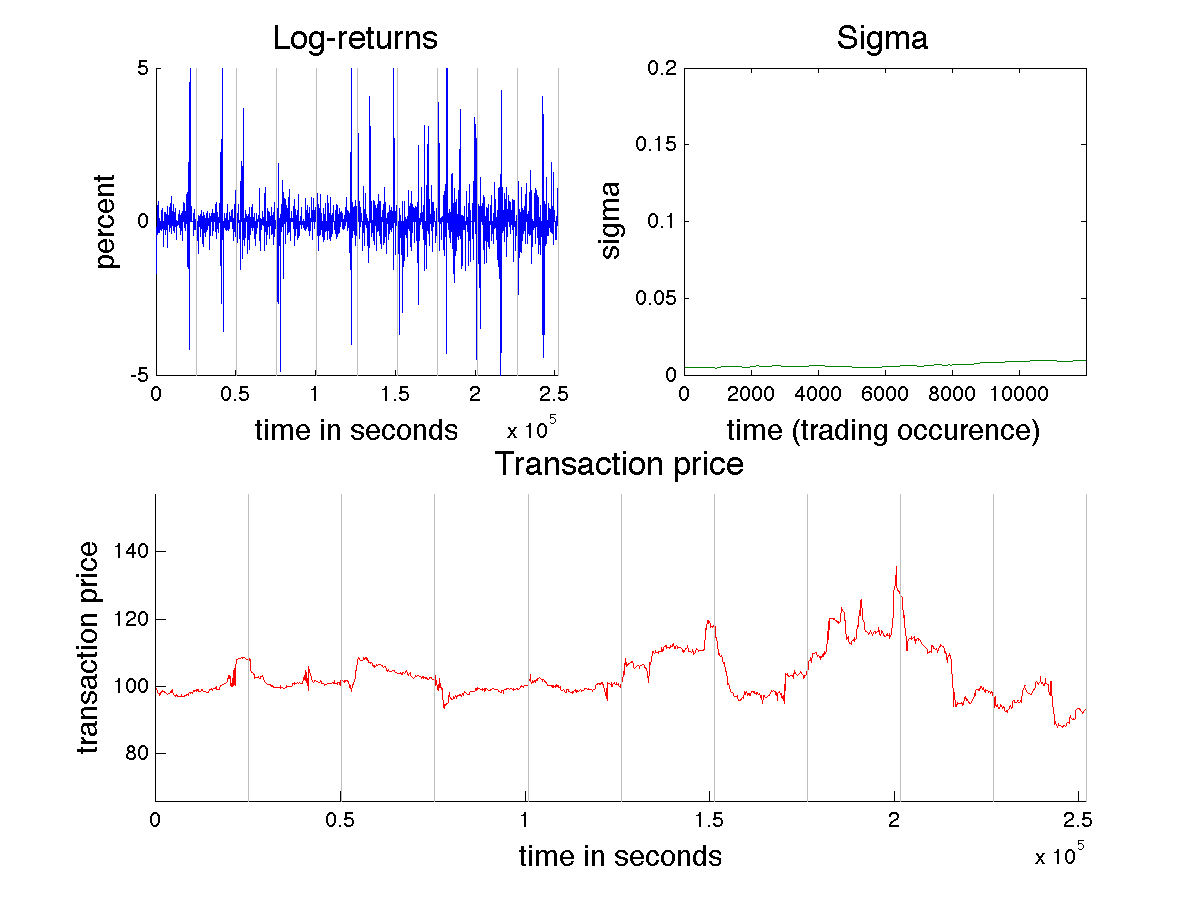 Log-returns
5
0
-5
percent
0
0.5
1
1.5
2
2.5
time in seconds
x 10^5
Sigma
0.2
0.15
0.1
0.05
0
sigma
0
2000
4000
6000
8000
10000
time (trading occurence)
Transaction price
140
120
100
80
transaction price
0
0.5
1
1.5
2
2.5
time in seconds
x 10^5